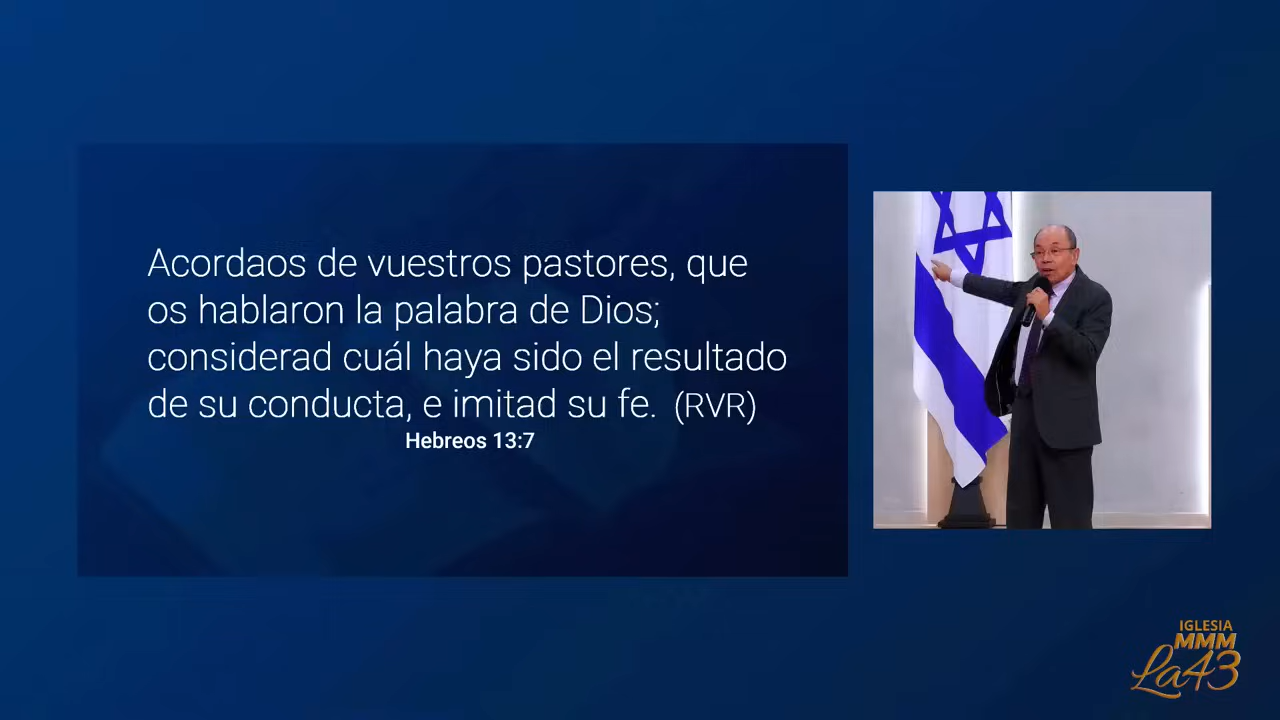 Acordaos de vuestros pastores, que
os hablaron la palabra de Dios;
considerad cuál haya sido el resultado
de su conducta, e imitad su fe. (RVR)
Hebreos 13:7
IGLESIA
MMM
La43